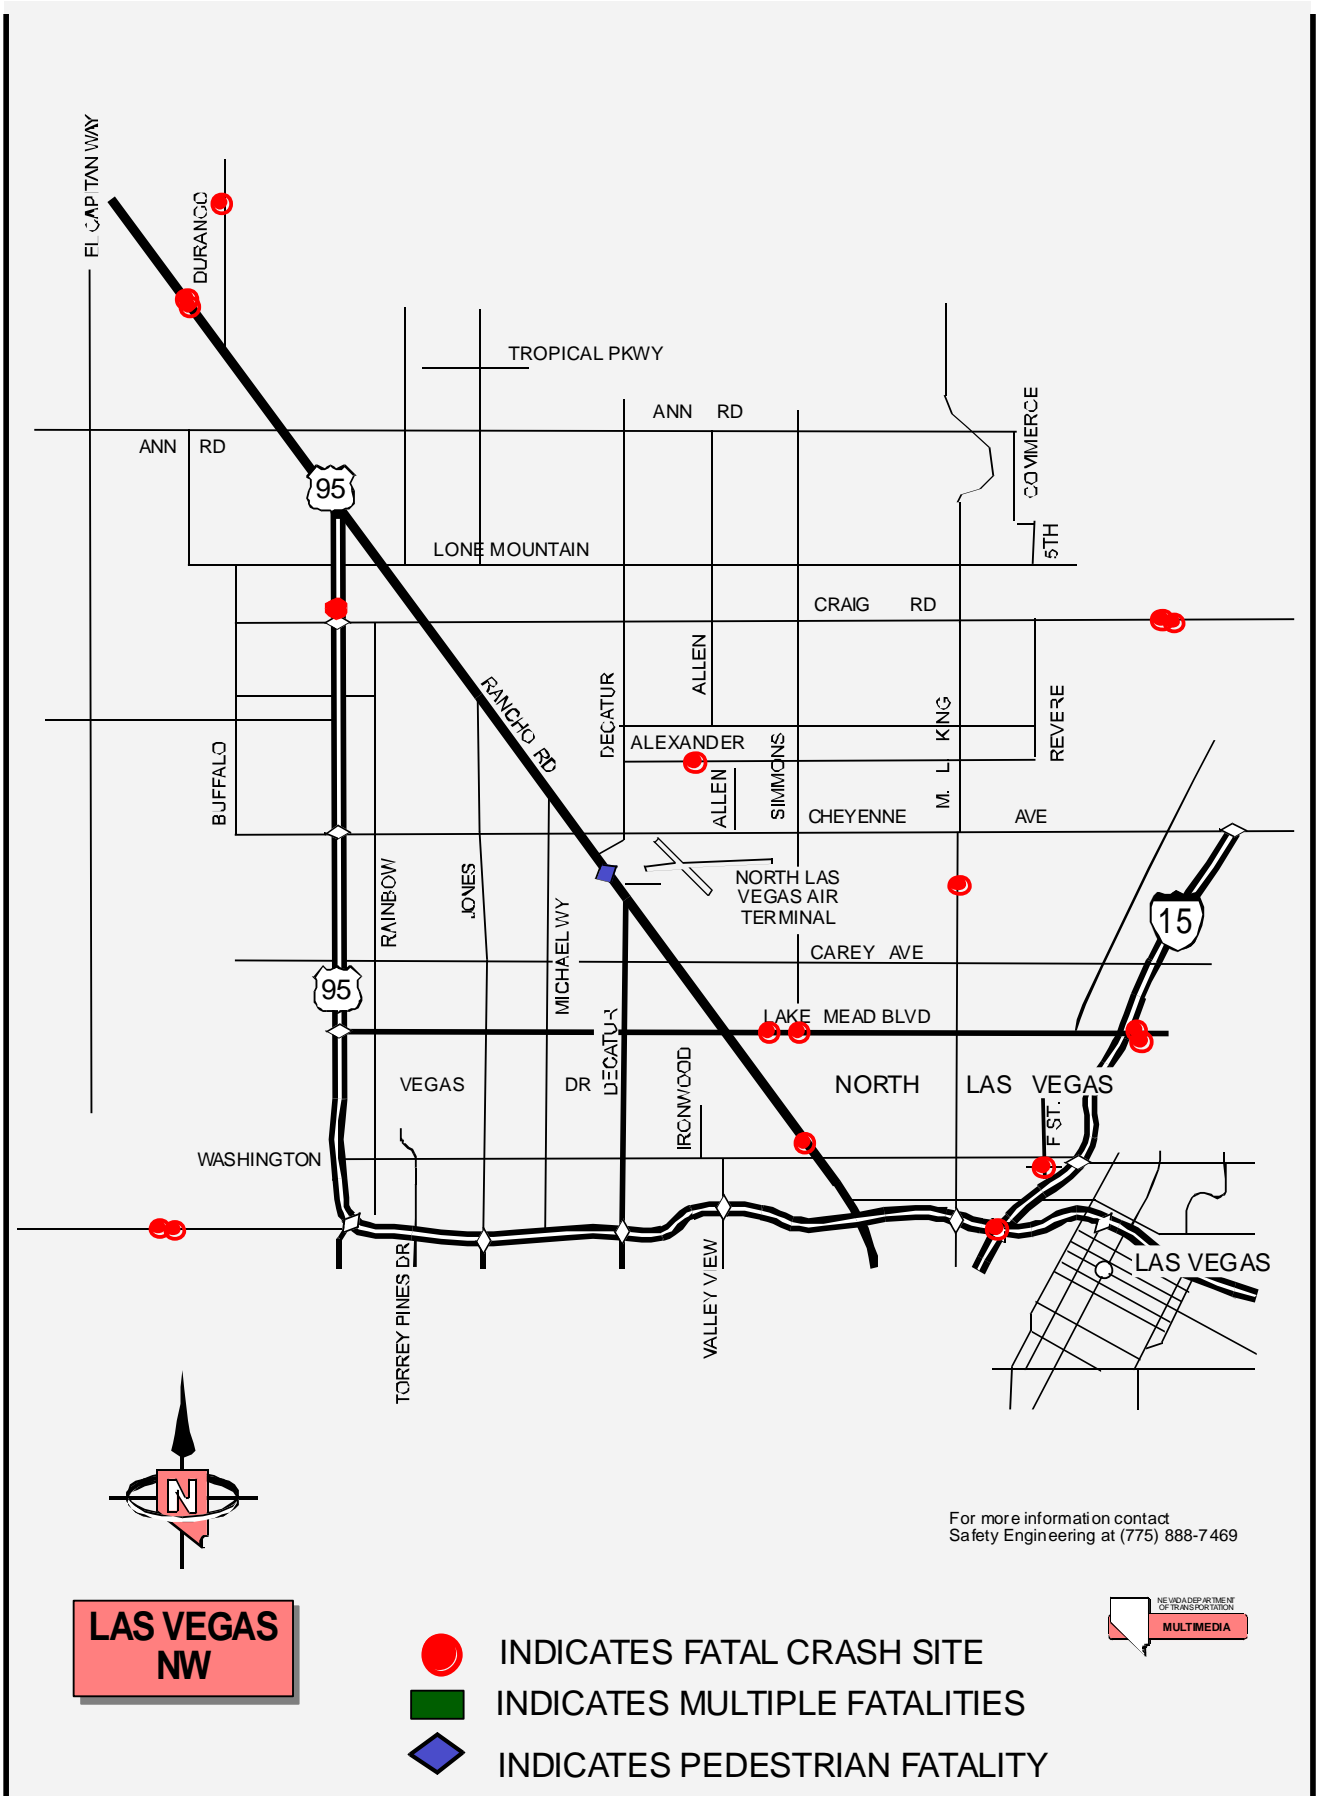 EL CAPITAN WAY
DURANGO
TROPICAL PKWY
ANN RD
COMMERCE
ANN RD
95
5TH
LONE MOUNTAIN
CRAIG RD
ALLEN
DECATUR
RANCHO RD
M. L. KING
REVERE
ALEXANDER
SIMMONS
BUFFALO
ALLEN
CHEYENNE AVE
RAINBOW
JONES
NORTH LAS
VEGAS AIR
TERMINAL
15
MICHAEL WY
CAREY AVE
95
LAKE MEAD BLVD
DECATUR
IRONWOOD
VEGAS DR
NORTH LAS VEGAS
F ST.
WASHINGTON
LAS VEGAS
TORREY PINES DR
VALLEY VIEW
N
For more information contact
Safety Engineering at (775) 888-7469
LAS VEGAS
NW
NEVADA DEPARTMENT
OF TRANSPORTATION
MULTIMEDIA
INDICATES FATAL CRASH SITE
INDICATES MULTIPLE FATALITIES
INDICATES PEDESTRIAN FATALITY